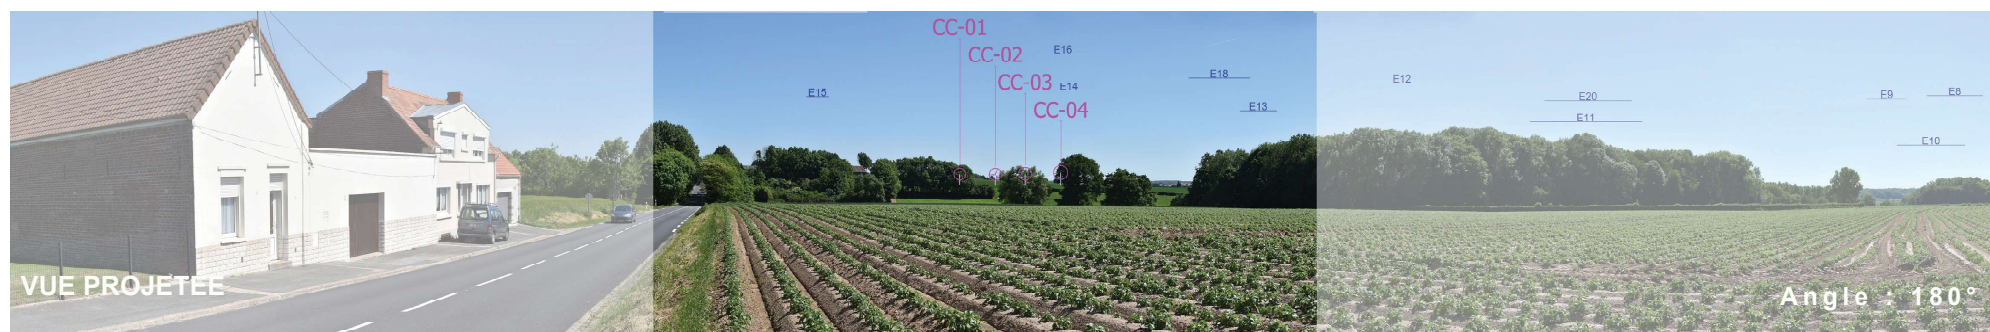 CC-01
CC-02
CC-03
CC-04
E16
E14
E15
E18
E13
E12
E20
E11
E9
E8
E10
VUE PROJETEE
Angle : 180°